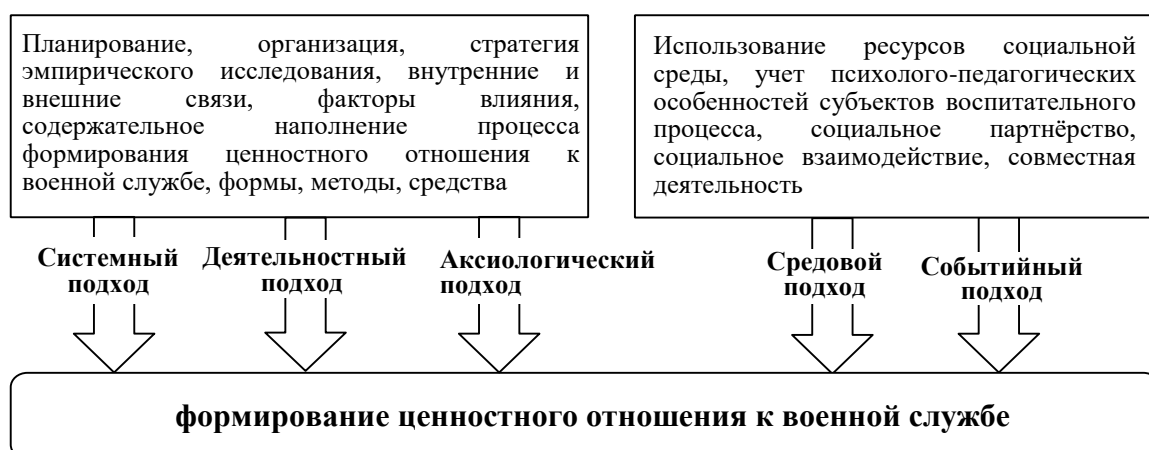 Планирование, организация, стратегия
эмпирического исследования, внутренние и
внешние связи, факторы влияния,
содержательное наполнение процесса
формирования ценностного отношения к
военной службе, формы, методы, средства
Использование ресурсов социальной
среды, учет психолого-педагогических
особенностей субъектов воспитательного
процесса, социальное партнёрство,
социальное взаимодействие, совместная
деятельность
Системный
подход
Деятельностный
подход
Аксиологический
подход
Средовой
подход
Событийный
подход
формирование ценностного отношения к военной службе